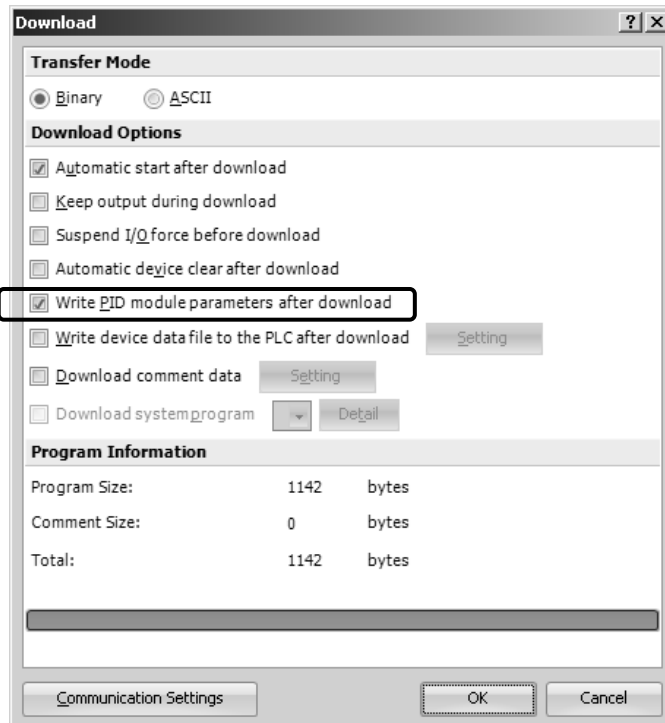 Download
Transfer Mode
Binary ASCII
Download Options
Automatic start after download
Keep output during download
Suspend I/O force before download
Automatic device clear after download
Write PID module parameters after download
Write device data file to the PLC after download Setting
Download comment data Setting
Download system program Detail
Program Information
Program Size: 1142 bytes
Comment Size: 0 bytes
Total: 1142 bytes
Communication Settings OK Cancel